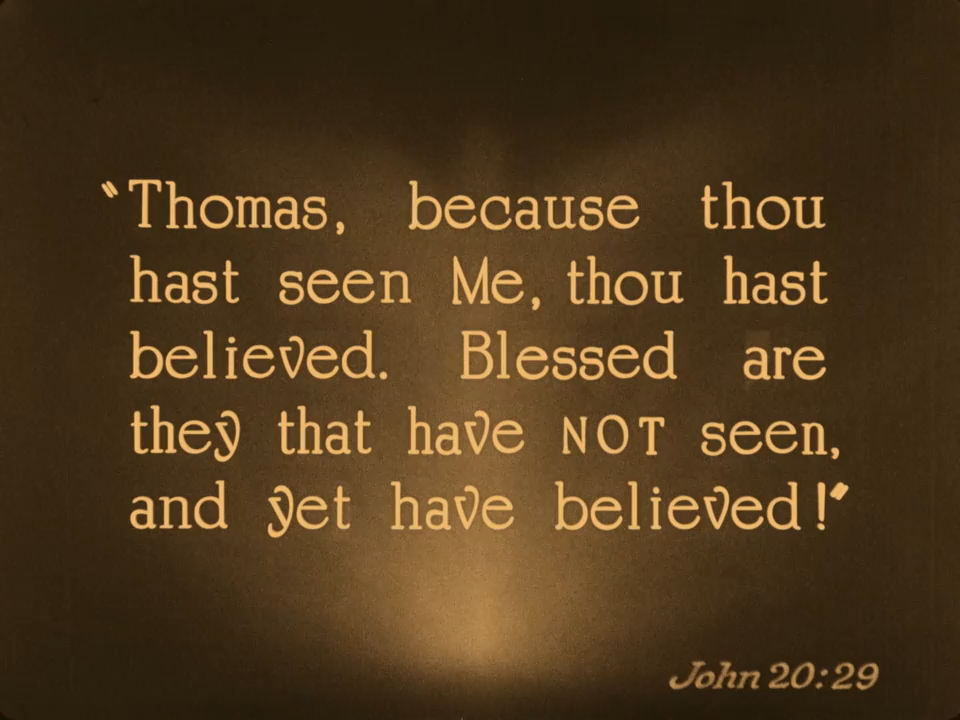 “Thomas, because thou
hast seen Me, thou hast
believed. Blessed are
they that have NOT seen,
and yet have believed!”
John 20:29